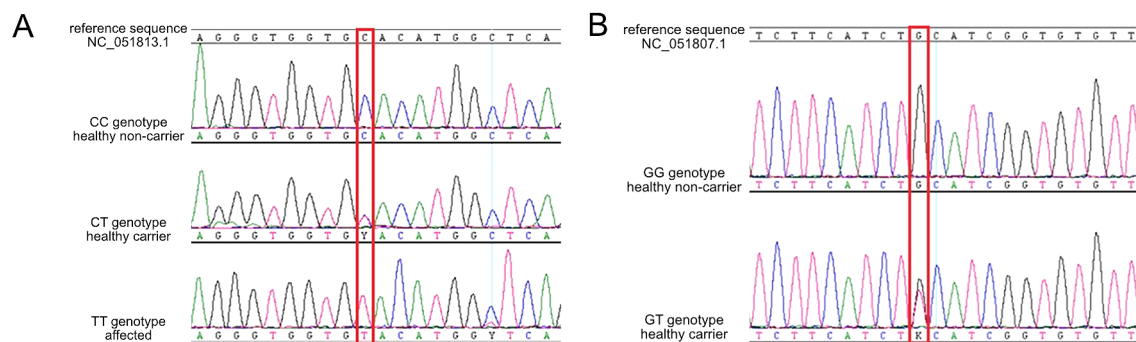 A
reference sequence
NC_051813.1
A G G G T G G T G C A C A T G G C T C A
CC genotype
healthy non-carrier
A G G G T G G T G C A C A T G G C T C A
CT genotype
healthy carrier
A G G G T G G T G Y A C A T G G C T C A
TT genotype
affected
A G G G T G G T G T A C A T G G Y T C A
B
reference sequence
NC_051807.1
T C T T C A T C T G C A T C G G T G T G T T
GG genotype
healthy non-carrier
T C T T C A T C T G C A T C G G T G T G T T
GT genotype
healthy carrier
T C T T C A T C T K C A T C G G T G T G T T